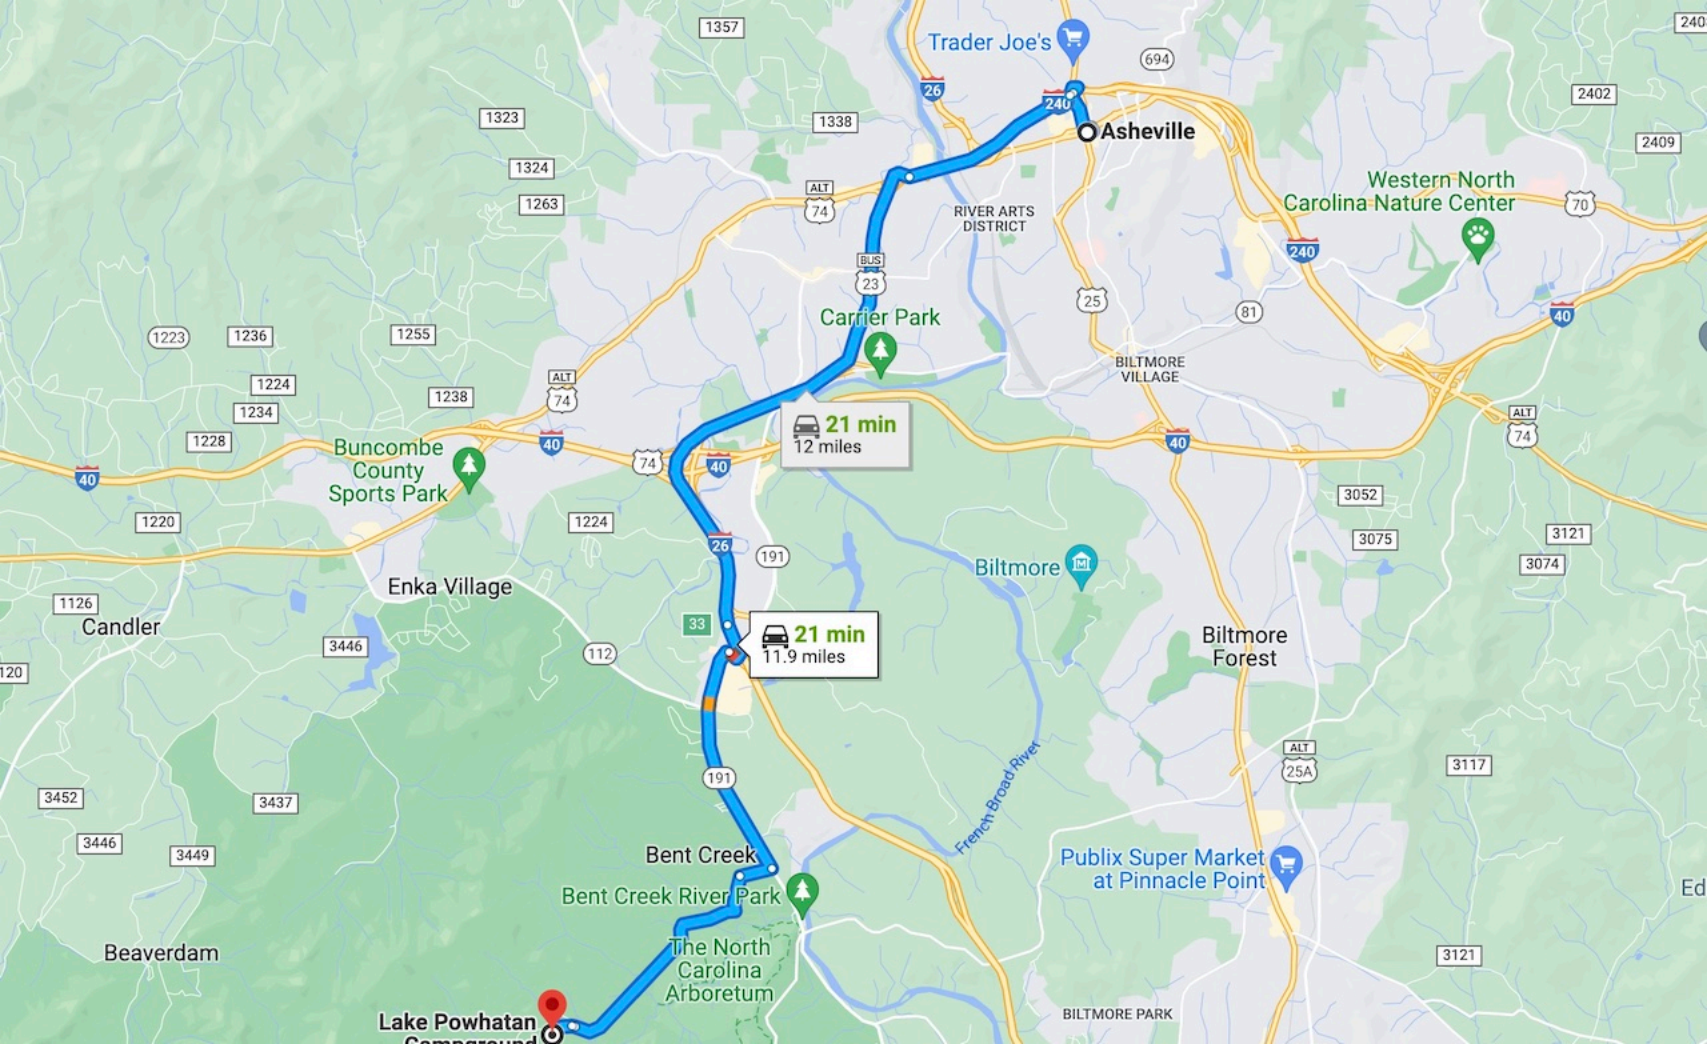 1357
Trader Joe's
694
240
26
2402
240
1323
1338
Asheville
2409
1324
Western North
Carolina Nature Center
ALT
74
1263
70
RIVER ARTS
DISTRICT
240
BUS
23
25
40
81
Carrier Park
1223
1236
1255
BILTMORE
VILLAGE
ALT
74
1224
1238
1234
21 min
12 miles
ALT
74
1228
40
40
Buncombe
County
Sports Park
74
40
40
3052
1220
1224
3121
3075
26
191
3074
Biltmore
Enka Village
1126
Candler
33
21 min
11.9 miles
Biltmore
Forest
3446
112
120
French Broad River
ALT
25A
3117
191
3452
3437
3446
3449
Bent Creek
Publix Super Market
at Pinnacle Point
Bent Creek River Park
Ed
Beaverdam
The North
Carolina
Arboretum
3121
BILTMORE PARK
Lake Powhatan
Campground